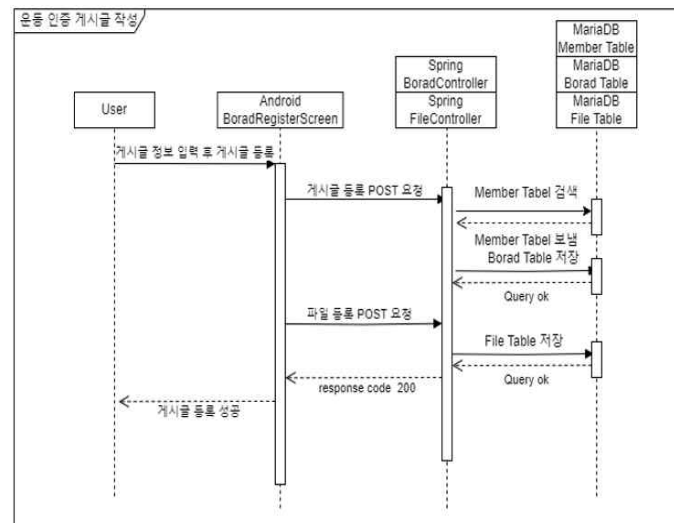 운동 인증 게시글 작성
User
Android
BoradRegisterScreen
Spring
BoradController
Spring
FileController
MariaDB
Member Table
MariaDB
Borad Table
MariaDB
File Table
게시글 정보 입력 후 게시글 등록
게시글 등록 POST 요청
Member Tabel 검색
Member Tabel 보냄
Borad Table 저장
Query ok
파일 등록 POST 요청
File Table 저장
Query ok
response code 200
게시글 등록 성공